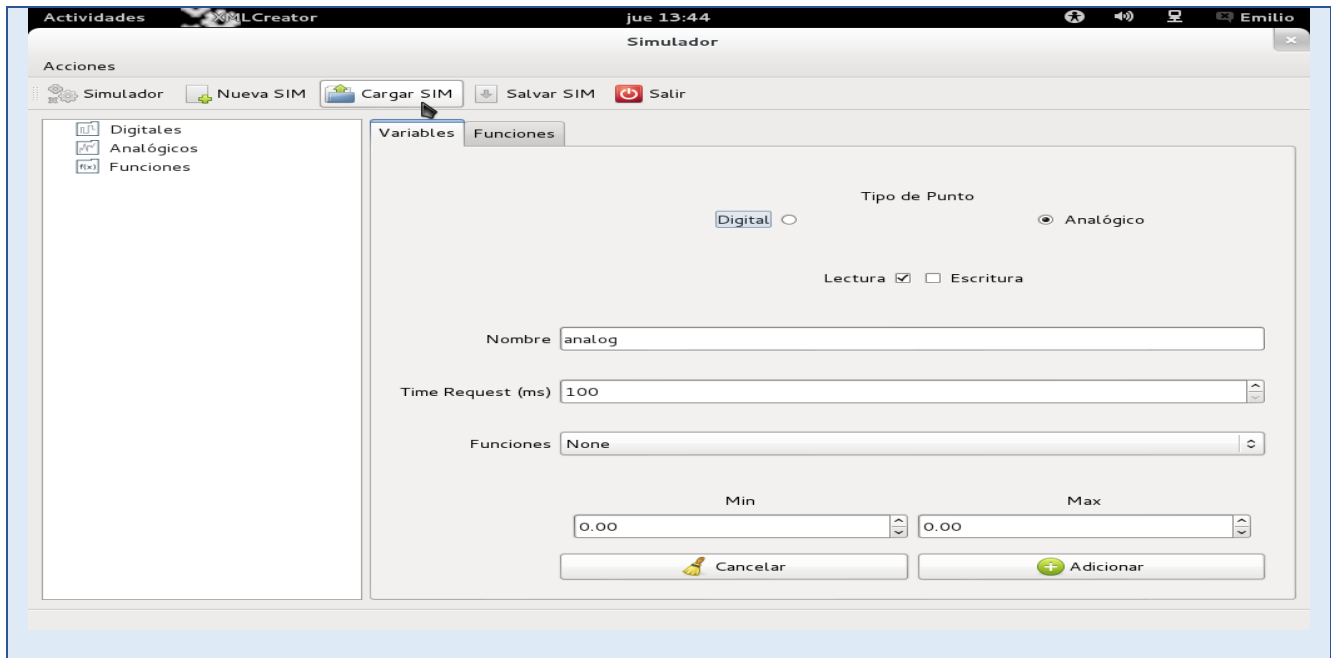 Actividades XMLCreator jue 13:44 Emilio
Simulador
Acciones
Simulador Nueva SIM Cargar SIM Salvar SIM Salir
Digitales
Analógicos
f(x) Funciones
Variables Funciones
Tipo de Punto
Digital Analógico
Lectura Escritura
Nombre analog
Time Request (ms) 100
Funciones None
Min Max
0.00 0.00
Cancelar Adicionar